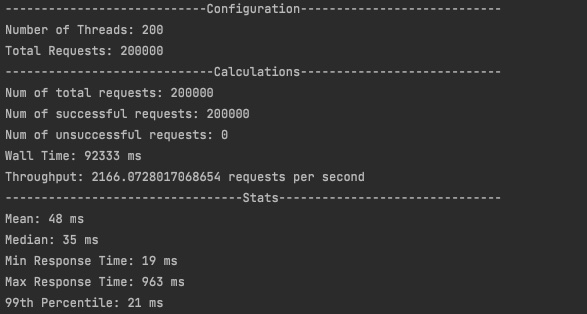 ----------------------------Configuration----------------------------
Number of Threads: 200
Total Requests: 200000
-----------------------------Calculations----------------------------
Num of total requests: 200000
Num of successful requests: 200000
Num of unsuccessful requests: 0
Wall Time: 92333 ms
Throughput: 2166.0728017068654 requests per second
---------------------------------Stats-------------------------------
Mean: 48 ms
Median: 35 ms
Min Response Time: 19 ms
Max Response Time: 963 ms
99th Percentile: 21 ms